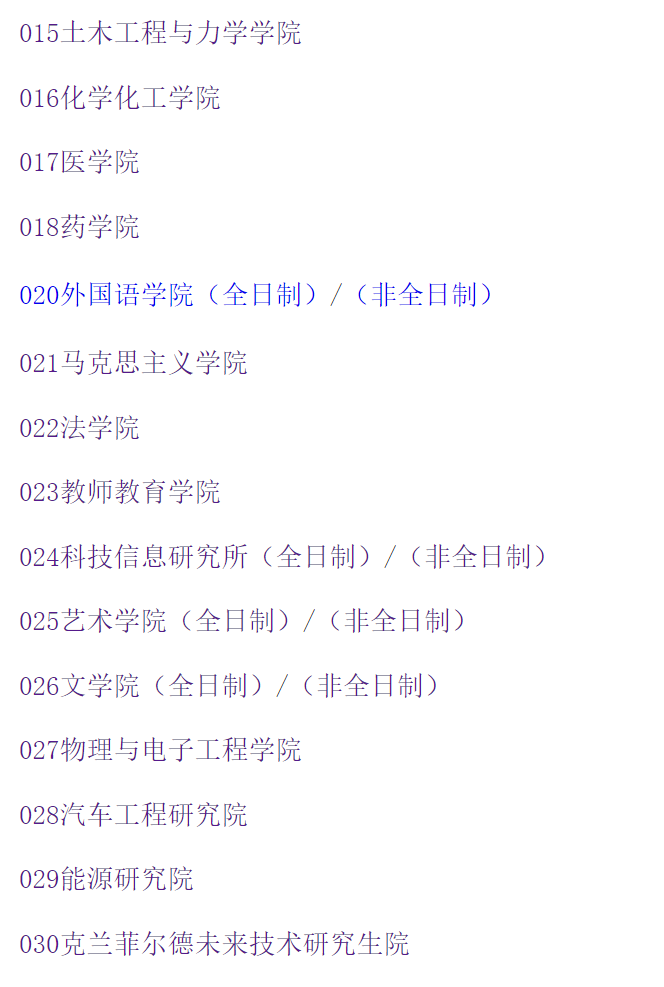 015土木工程与力学学院
016化学化工学院
017医学院
018药学院
020外国语学院（全日制）/（非全日制）
021马克思主义学院
022法学院
023教师教育学院
024科技信息研究所（全日制）/（非全日制）
025艺术学院（全日制）/（非全日制）
026文学院（全日制）/（非全日制）
027物理与电子工程学院
028汽车工程研究院
029能源研究院
030克兰菲尔德未来技术研究生院